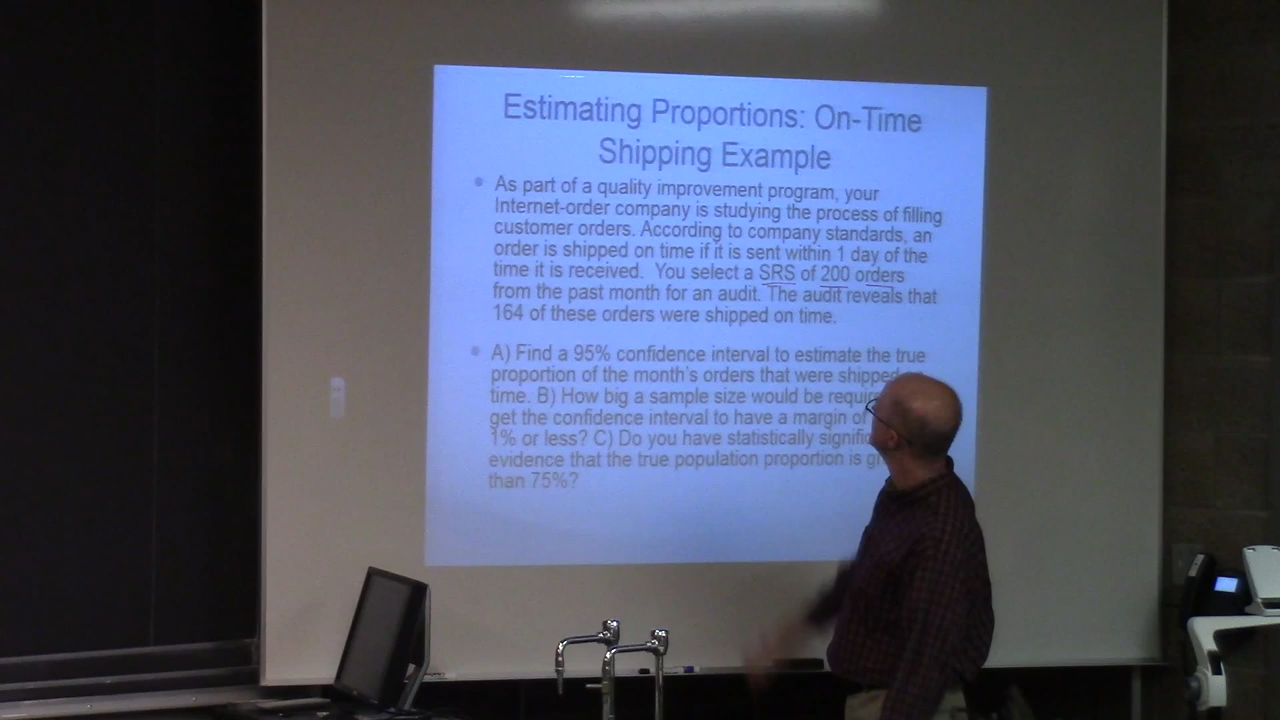 Estimating Proportions: On-Time
Shipping Example
As part of a quality improvement program, your
Internet-order company is studying the process of filling
customer orders. According to company standards, an
order is shipped on time if it is sent within 1 day of the
time it is received. You select a SRS of 200 orders
from the past month for an audit. The audit reveals that
164 of these orders were shipped on time.
A) Find a 95% confidence interval to estimate the true
proportion of the month's orders that were shipped
time. B) How big a sample size would be
get the confidence interval to have a margin of
1% or less? C) Do you have statistically
evidence that the true population proportion is
than 75%?